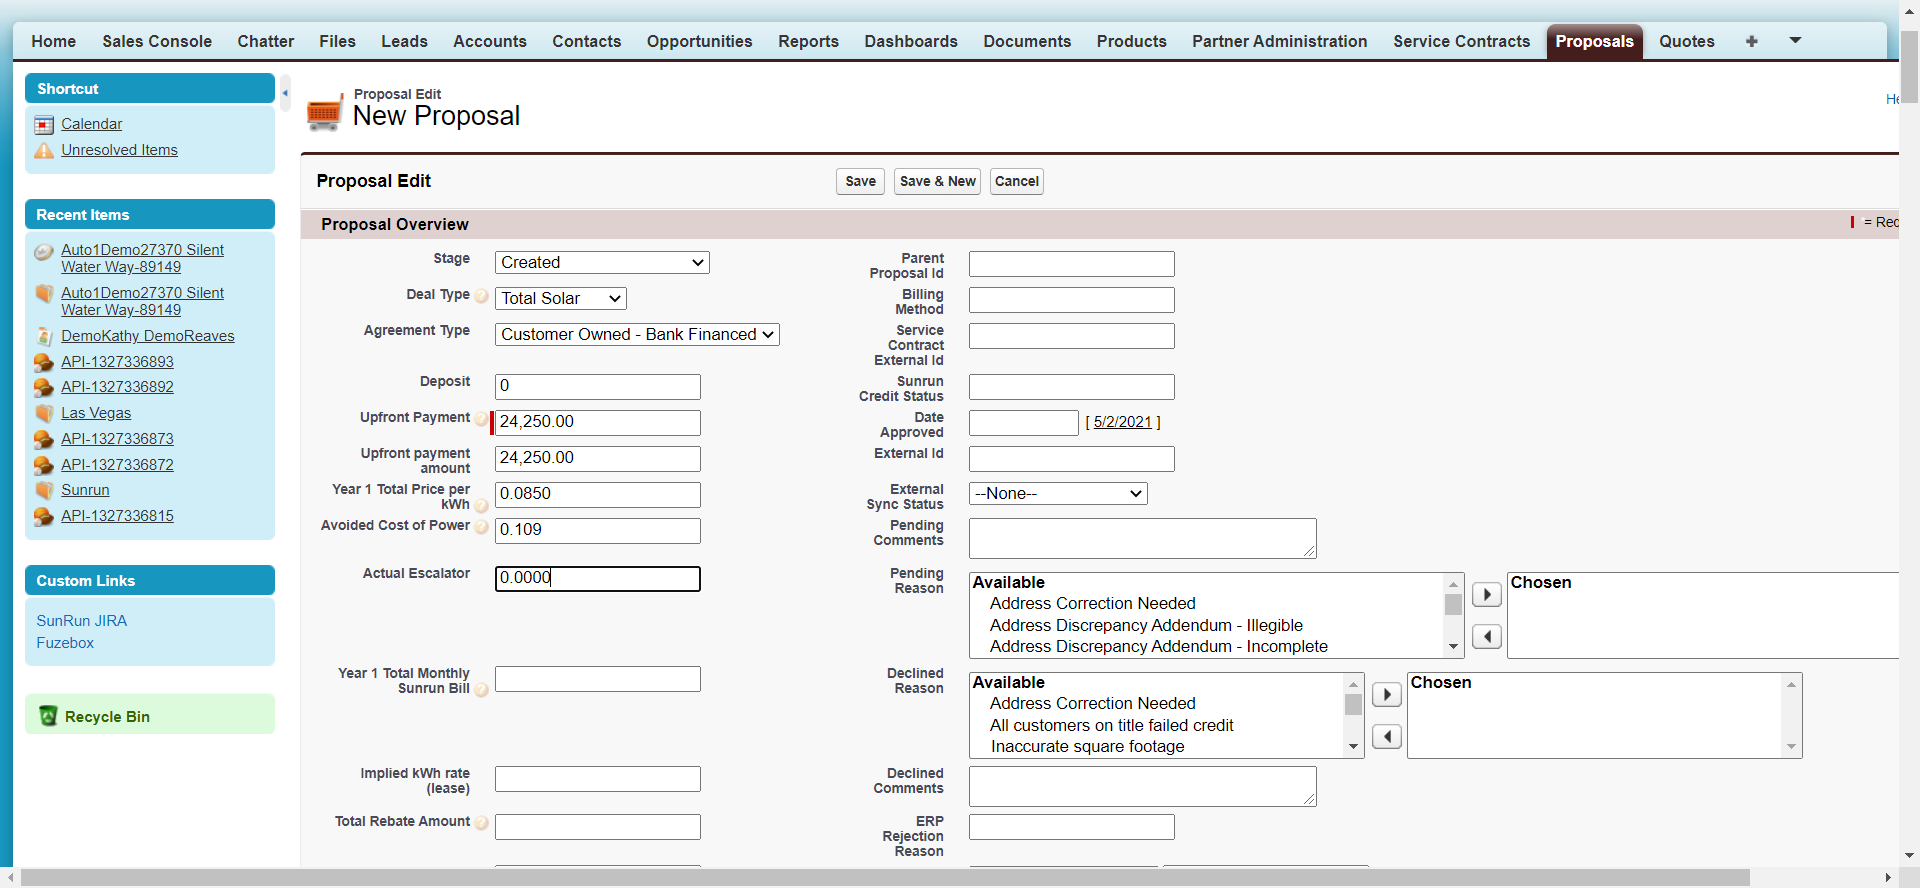 Home Sales Console Chatter Files Leads Accounts Contacts Opportunities Reports Dashboards Documents Products Partner Administration Service Contracts Proposals Quotes +
Shortcut
Calendar
Unresolved Items
Recent Items
Auto1Demo27370 Silent
Water Way-89149
Auto1Demo27370 Silent
Water Way-89149
DemoKathy DemoReaves
API-1327336893
API-1327336892
Las Vegas
API-1327336873
API-1327336872
Sunrun
API-1327336815
Custom Links
SunRun JIRA
Fuzebox
Recycle Bin
Proposal Edit
New Proposal
He
Proposal Edit
Save Save & New Cancel
Proposal Overview
= Rec
Stage Created
Deal Type ? Total Solar
Agreement Type Customer Owned - Bank Financed
Deposit 0
Upfront Payment ? 24,250.00
Upfront payment
amount 24,250.00
Year 1 Total Price per
kWh ? 0.0850
Avoided Cost of Power ? 0.109
Actual Escalator 0.0000
Year 1 Total Monthly
Sunrun Bill ?
Implied kWh rate
(lease)
Total Rebate Amount ?
Parent
Proposal Id
Billing
Method
Service
Contract
External Id
Sunrun
Credit Status
Date
Approved [ 5/2/2021 ]
External Id
External
Sync Status --None--
Pending
Comments
Pending
Reason
Available
Address Correction Needed
Address Discrepancy Addendum - Illegible
Address Discrepancy Addendum - Incomplete
Chosen
Declined
Reason
Available
Address Correction Needed
All customers on title failed credit
Inaccurate square footage
Chosen
Declined
Comments
ERP
Rejection
Reason